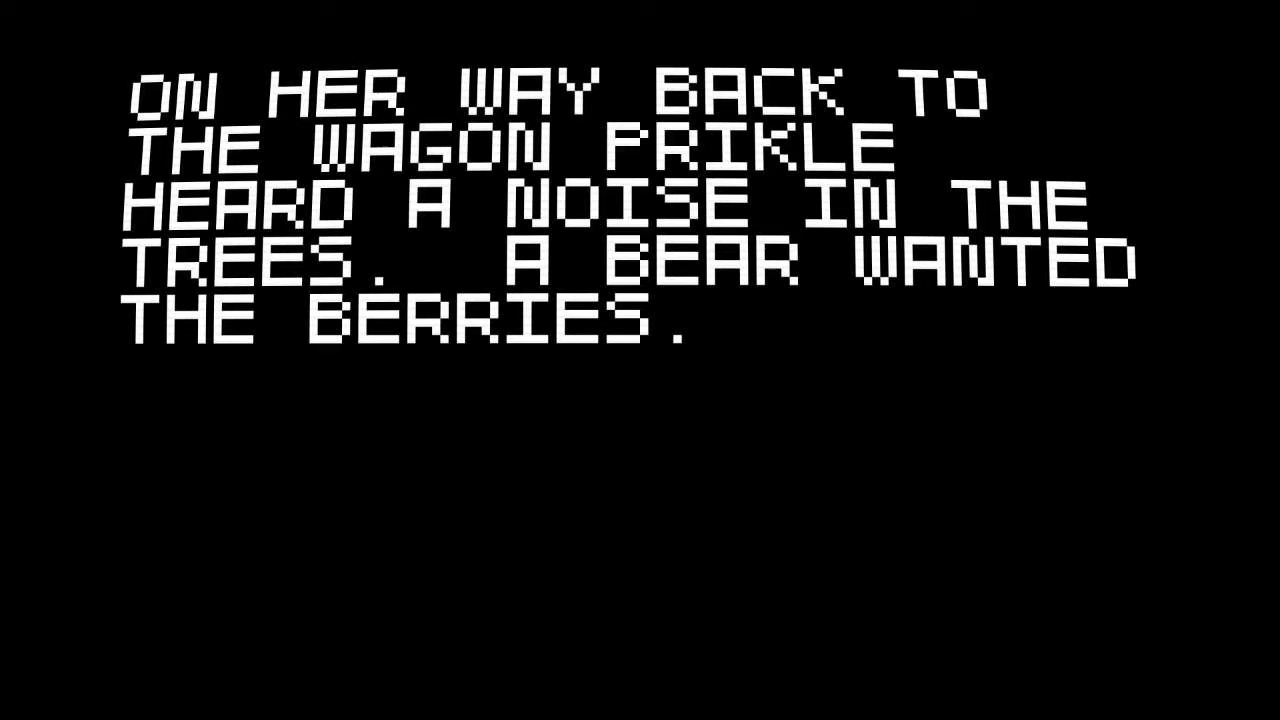 ON HER WAY BACK TO
THE WAGON PRIKLE
HEARD A NOISE IN THE
TREES.  A BEAR WANTED
THE BERRIES.